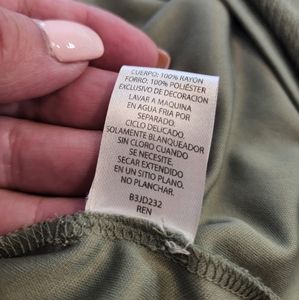 CUERPO: 100% RAYON
FORRO: 100% POLIÉSTER
EXCLUSIVO DE DECORACION
LAVAR A MAQUINA
EN AGUA FRIA POR
SEPARADO.
CICLO DELICADO.
SOLAMENTE BLANQUEADOR
SIN CLORO CUANDO
SE NECESITE.
SECAR EXTENDIDO
EN UN SITIO PLANO.
NO PLANCHAR.
B3JD232
REN